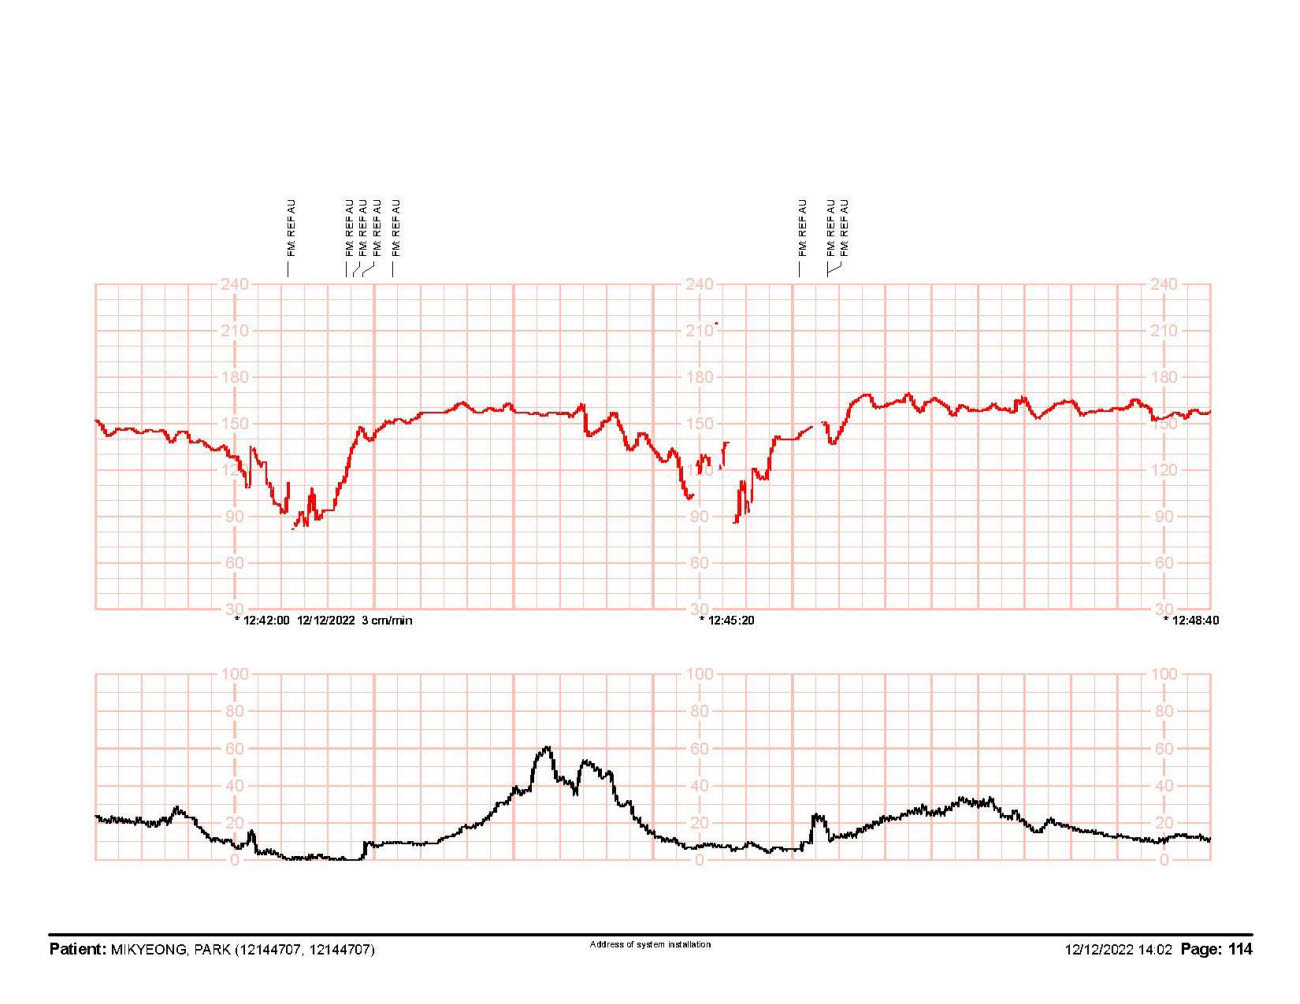 FM: REF AU FM: REF AU FM: REF AU FM: REF AU FM: REF AU FM: REF AU FM: REF AU FM: REF AU
240 240 240
210 210 210
180 180 180
150 150 150
120 120
90 90 90
60 60 60
30 30 30
* 12:42:00 12/12/2022 3 cm/min * 12:45:20 * 12:48:40
100 100 100
80 80 80
60 60 60
40 40 40
20 20 20
0 0 0
Patient: MIKYEONG, PARK (12144707, 12144707) Address of system installation 12/12/2022 14:02 Page: 114